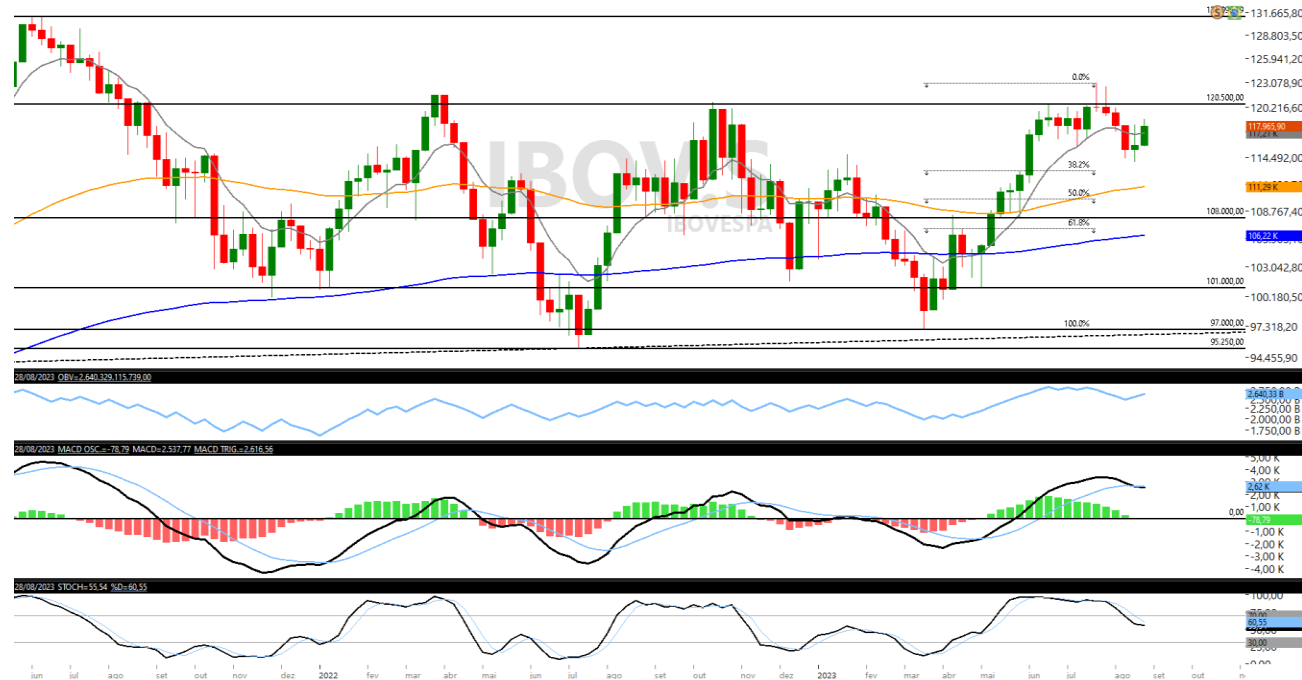 131.665,80
128.803,50
125.941,20
0.0%
123.078,90
120.500,00
120.216,60
117.965,90
117,27 K
IBOV.S
IBOVESPA
38.2%
114.492,00
50.0%
111,29 K
108.000,00
108.767,40
61.8%
106,22 K
103.042,80
101.000,00
100.180,50
100.0%
97.000,00
97.318,20
95.250,00
94.455,90
28/08/2023 OBV=2.640.329.115.739,00
2.640,33 B
2.250,00 B
2.000,00 B
1.750,00 B
28/08/2023 MACD OSC.=-78,79 MACD=2.537,77 MACD TRIG.=2.616,56
5,00 K
4,00 K
2,62 K
2,00 K
1,00 K
0,00
-78,79
-1,00 K
-2,00 K
-3,00 K
-4,00 K
28/08/2023 STOCH=55,54 %D=60,55
100,00
70,00
60,55
30,00
jun jul ago set out nov dez 2022 fev mar abr mai jun jul ago set out nov dez 2023 fev mar abr mai jun jul ago set out